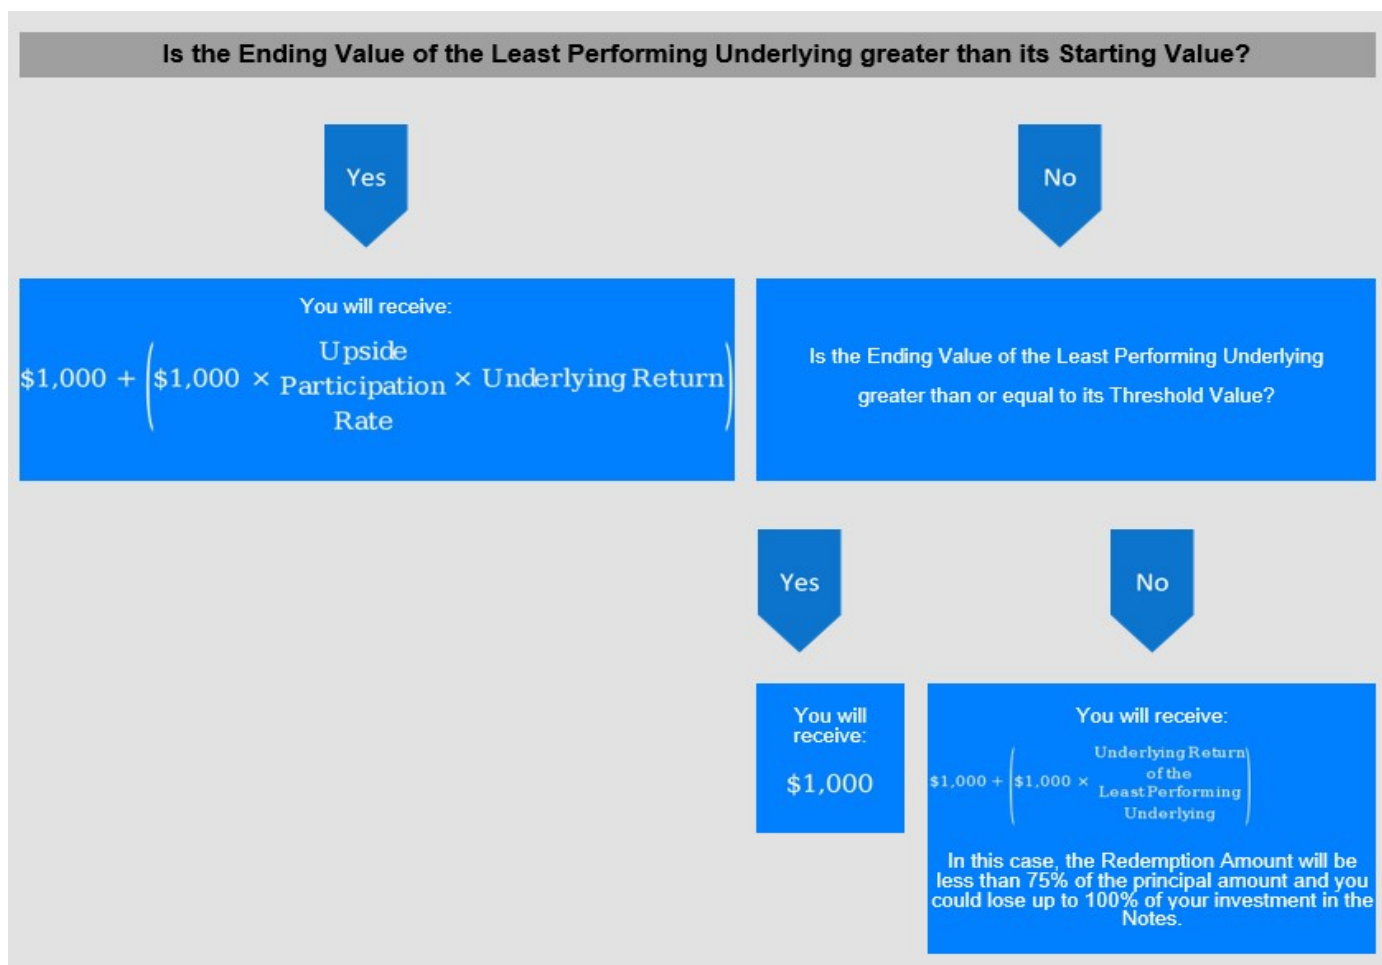 Is the Ending Value of the Least Performing Underlying greater than its Starting Value?
Yes
No
You will receive:
$1,000 + ($1,000 × Upside Participation Rate × Underlying Return)
Is the Ending Value of the Least Performing Underlying
greater than or equal to its Threshold Value?
Yes
No
You will
receive:
$1,000
You will receive:
$1,000 + ($1,000 × Underlying Return of the Least Performing Underlying)
In this case, the Redemption Amount will be
less than 75% of the principal amount and you
could lose up to 100% of your investment in the
Notes.